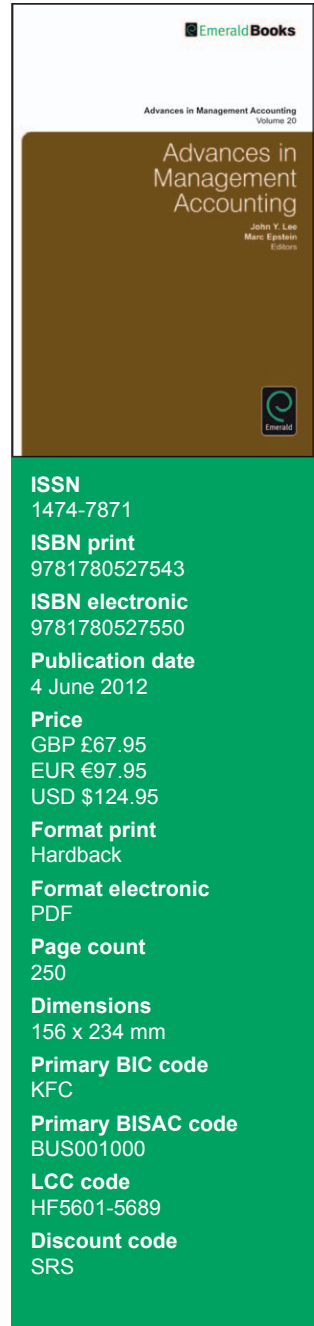 Emerald Books
Advances in Management Accounting
Volume 20
Advances in
Management
Accounting
John Y. Lee
Marc Epstein
Editors
Emerald
ISSN
1474-7871
ISBN print
9781780527543
ISBN electronic
9781780527550
Publication date
4 June 2012
Price
GBP £67.95
EUR €97.95
USD $124.95
Format print
Hardback
Format electronic
PDF
Page count
250
Dimensions
156 x 234 mm
Primary BIC code
KFC
Primary BISAC code
BUS001000
LCC code
HF5601-5689
Discount code
SRS